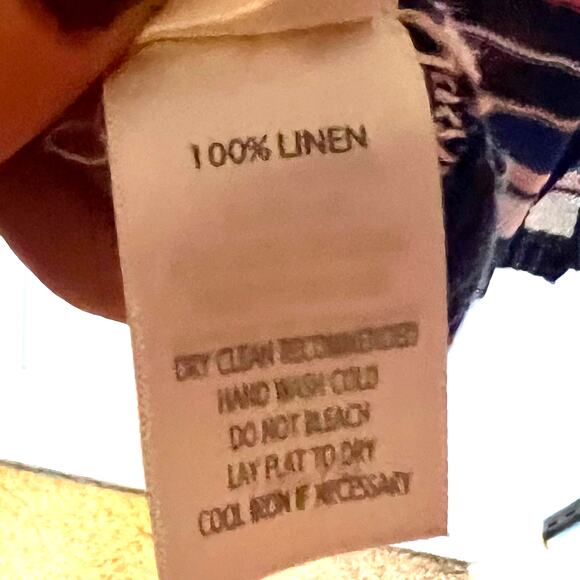 100% LINEN
DRY CLEAN RECOMMENDED
HAND WASH COLD
DO NOT BLEACH
LAY FLAT TO DRY
COOL IRON IF NECESSARY